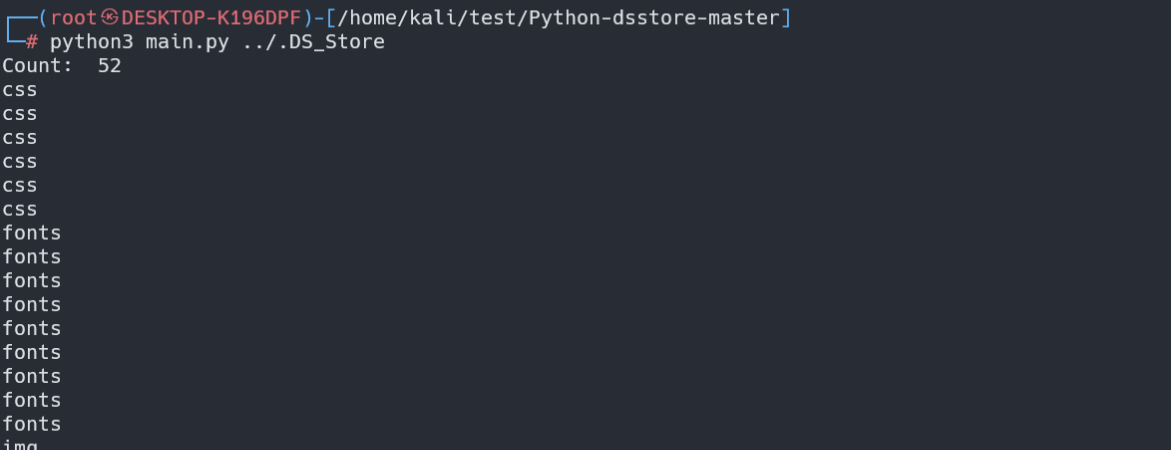 (root㉿DESKTOP-K196DPF)-[/home/kali/test/Python-dsstore-master]
# python3 main.py ../.DS_Store
Count:  52
css
css
css
css
css
css
fonts
fonts
fonts
fonts
fonts
fonts
fonts
fonts
fonts
img